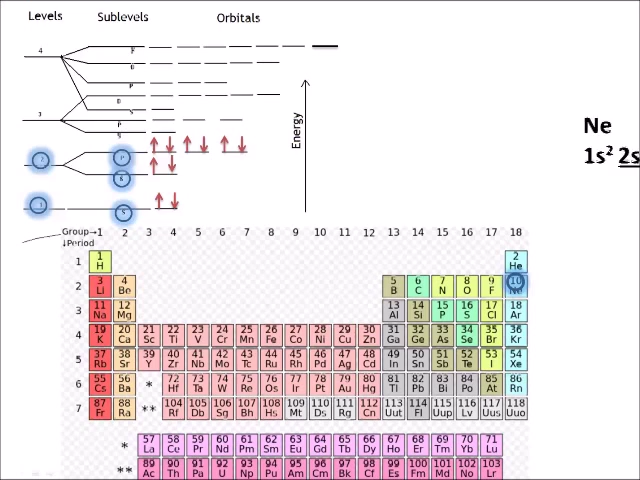 Levels Sublevels Orbitals
4 F
D
P
D
3 S
P
S
2 P
S
1 S
Energy
Ne
1s² 2s
Group→1 2 3 4 5 6 7 8 9 10 11 12 13 14 15 16 17 18
↓Period
1 1 H 2 He
2 3 Li 4 Be 5 B 6 C 7 N 8 O 9 F 10 Ne
3 11 Na 12 Mg 13 Al 14 Si 15 P 16 S 17 Cl 18 Ar
4 19 K 20 Ca 21 Sc 22 Ti 23 V 24 Cr 25 Mn 26 Fe 27 Co 28 Ni 29 Cu 30 Zn 31 Ga 32 Ge 33 As 34 Se 35 Br 36 Kr
5 37 Rb 38 Sr 39 Y 40 Zr 41 Nb 42 Mo 43 Tc 44 Ru 45 Rh 46 Pd 47 Ag 48 Cd 49 In 50 Sn 51 Sb 52 Te 53 I 54 Xe
6 55 Cs 56 Ba * 72 Hf 73 Ta 74 W 75 Re 76 Os 77 Ir 78 Pt 79 Au 80 Hg 81 Tl 82 Pb 83 Bi 84 Po 85 At 86 Rn
7 87 Fr 88 Ra ** 104 Rf 105 Db 106 Sg 107 Bh 108 Hs 109 Mt 110 Ds 111 Rg 112 Cn 113 Uut 114 Fl 115 Uup 116 Lv 117 Uus 118 Uuo
* 57 La 58 Ce 59 Pr 60 Nd 61 Pm 62 Sm 63 Eu 64 Gd 65 Tb 66 Dy 67 Ho 68 Er 69 Tm 70 Yb 71 Lu
** 89 Ac 90 Th 91 Pa 92 U 93 Np 94 Pu 95 Am 96 Cm 97 Bk 98 Cf 99 Es 100 Fm 101 Md 102 No 103 Lr